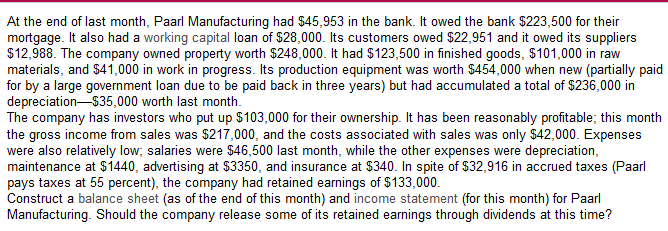 At the end of last month, Paarl Manufacturing had $45,953 in the bank. It owed the bank $223,500 for their
mortgage. It also had a working capital loan of $28,000. Its customers owed $22,951 and it owed its suppliers
$12,988. The company owned property worth $248,000. It had $123,500 in finished goods, $101,000 in raw
materials, and $41,000 in work in progress. Its production equipment was worth $454,000 when new (partially paid
for by a large government loan due to be paid back in three years) but had accumulated a total of $236,000 in
depreciation—$35,000 worth last month.
The company has investors who put up $103,000 for their ownership. It has been reasonably profitable; this month
the gross income from sales was $217,000, and the costs associated with sales was only $42,000. Expenses
were also relatively low; salaries were $46,500 last month, while the other expenses were depreciation,
maintenance at $1440, advertising at $3350, and insurance at $340. In spite of $32,916 in accrued taxes (Paarl
pays taxes at 55 percent), the company had retained earnings of $133,000.
Construct a balance sheet (as of the end of this month) and income statement (for this month) for Paarl
Manufacturing. Should the company release some of its retained earnings through dividends at this time?